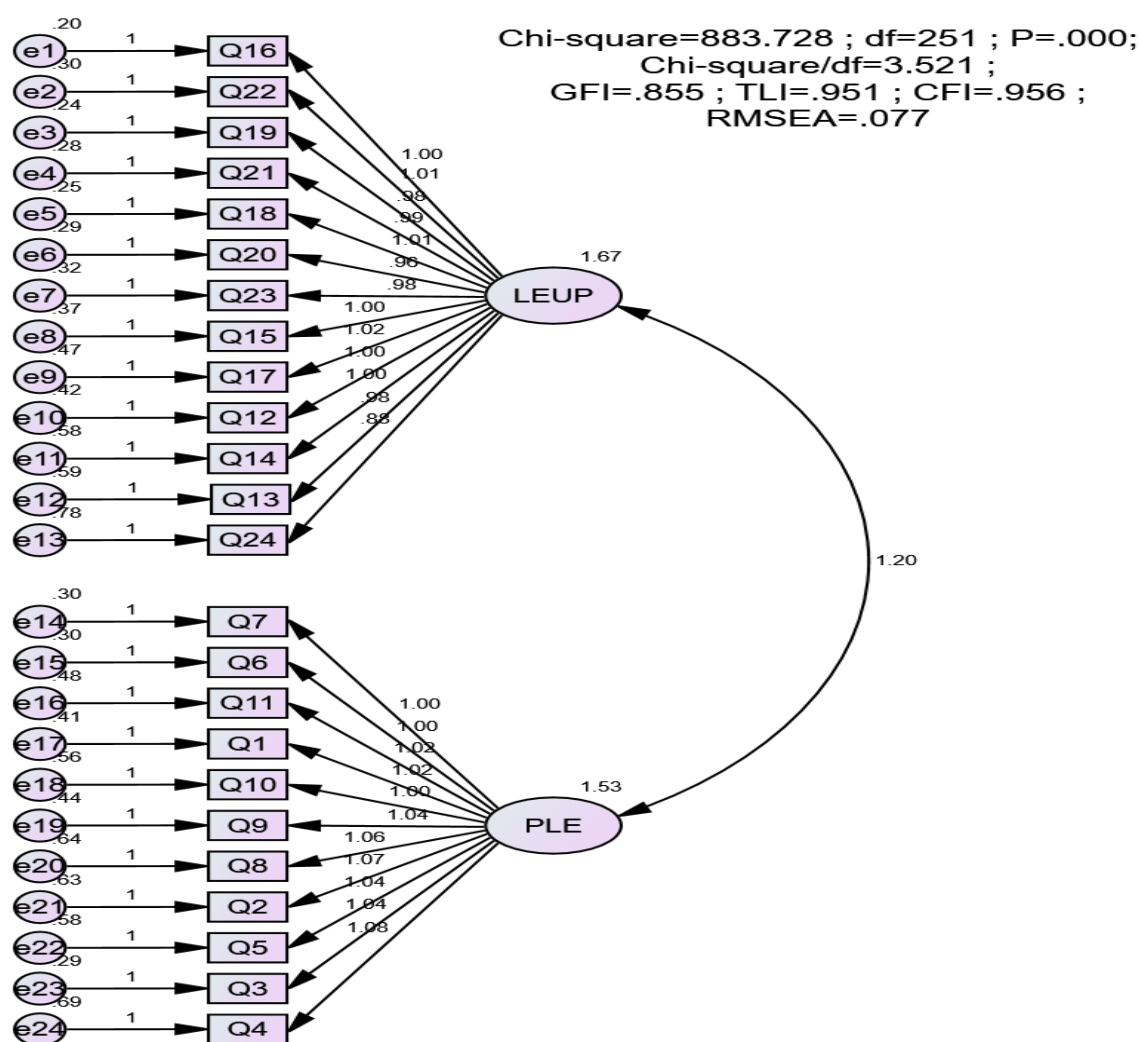 Chi-square=883.728 ; df=251 ; P=.000;
Chi-square/df=3.521 ;
GFI=.855 ; TLI=.951 ; CFI=.956 ;
RMSEA=.077
.20
e1 1 Q16
.30
e2 1 Q22
.24
e3 1 Q19
.28
e4 1 Q21
.25
e5 1 Q18
.29
e6 1 Q20
.32
e7 1 Q23
.37
e8 1 Q15
.47
e9 1 Q17
.42
e10 1 Q12
.58
e11 1 Q14
.59
e12 1 Q13
.78
e13 1 Q24
1.00
1.01
.98
.99
1.01
.96
.98
1.00
1.02
1.00
1.00
.98
.88
1.67
LEUP
1.20
.30
e14 1 Q7
.30
e15 1 Q6
.48
e16 1 Q11
.41
e17 1 Q1
.56
e18 1 Q10
.44
e19 1 Q9
.64
e20 1 Q8
.63
e21 1 Q2
.58
e22 1 Q5
.29
e23 1 Q3
.69
e24 1 Q4
1.00
1.00
1.02
1.02
1.00
1.04
1.06
1.07
1.04
1.04
1.08
1.53
PLE